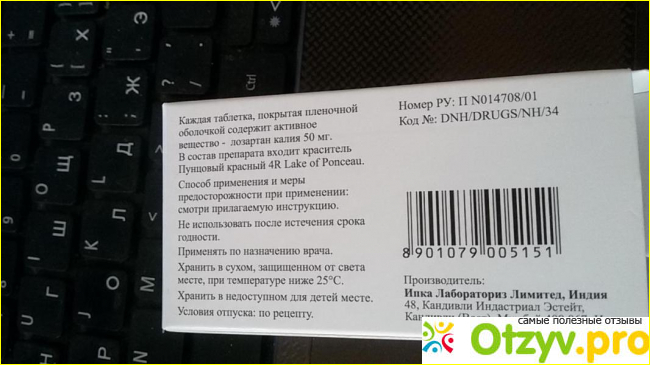 Каждая таблетка, покрытая пленочной
оболочкой содержит активное
вещество - лозартан калия 50 мг.
В состав препарата входит краситель
Пунцовый красный 4R Lake of Ponceau.
Способ применения и меры
предосторожности при применении:
смотри прилагаемую инструкцию.
Не использовать после истечения срока
годности.
Применять по назначению врача.
Хранить в сухом, защищенном от света
месте, при температуре ниже 25°C.
Хранить в недоступном для детей месте.
Условия отпуска: по рецепту.
Номер РУ: П N014708/01
Код №: DNH/DRUGS/NH/34
8 901079 005151
Производитель:
Ипка Лабораториз Лимитед, Индия
48, Кандивли Индастриал Эстейт,
Кандивли
самые полезные отзывы
Otzyv.pro
Ctrl
Ж
Э
З
Х
Д
Л
О
Щ
Ш
Г